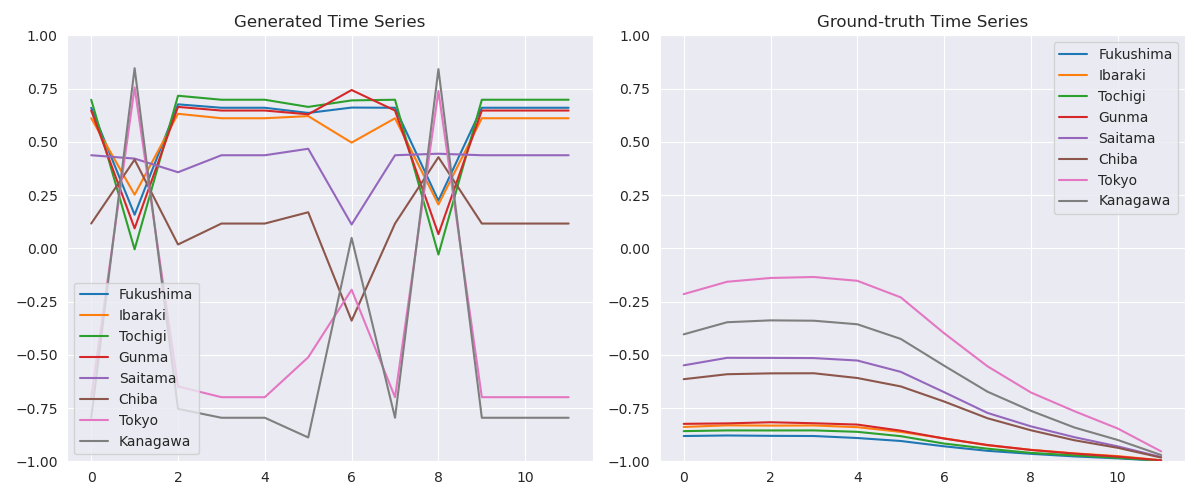 Generated Time Series
1.00
0.75
0.50
0.25
0.00
−0.25
−0.50
−0.75
−1.00
0 2 4 6 8 10
Fukushima
Ibaraki
Tochigi
Gunma
Saitama
Chiba
Tokyo
Kanagawa
Ground-truth Time Series
1.00
0.75
0.50
0.25
0.00
−0.25
−0.50
−0.75
−1.00
0 2 4 6 8 10
Fukushima
Ibaraki
Tochigi
Gunma
Saitama
Chiba
Tokyo
Kanagawa